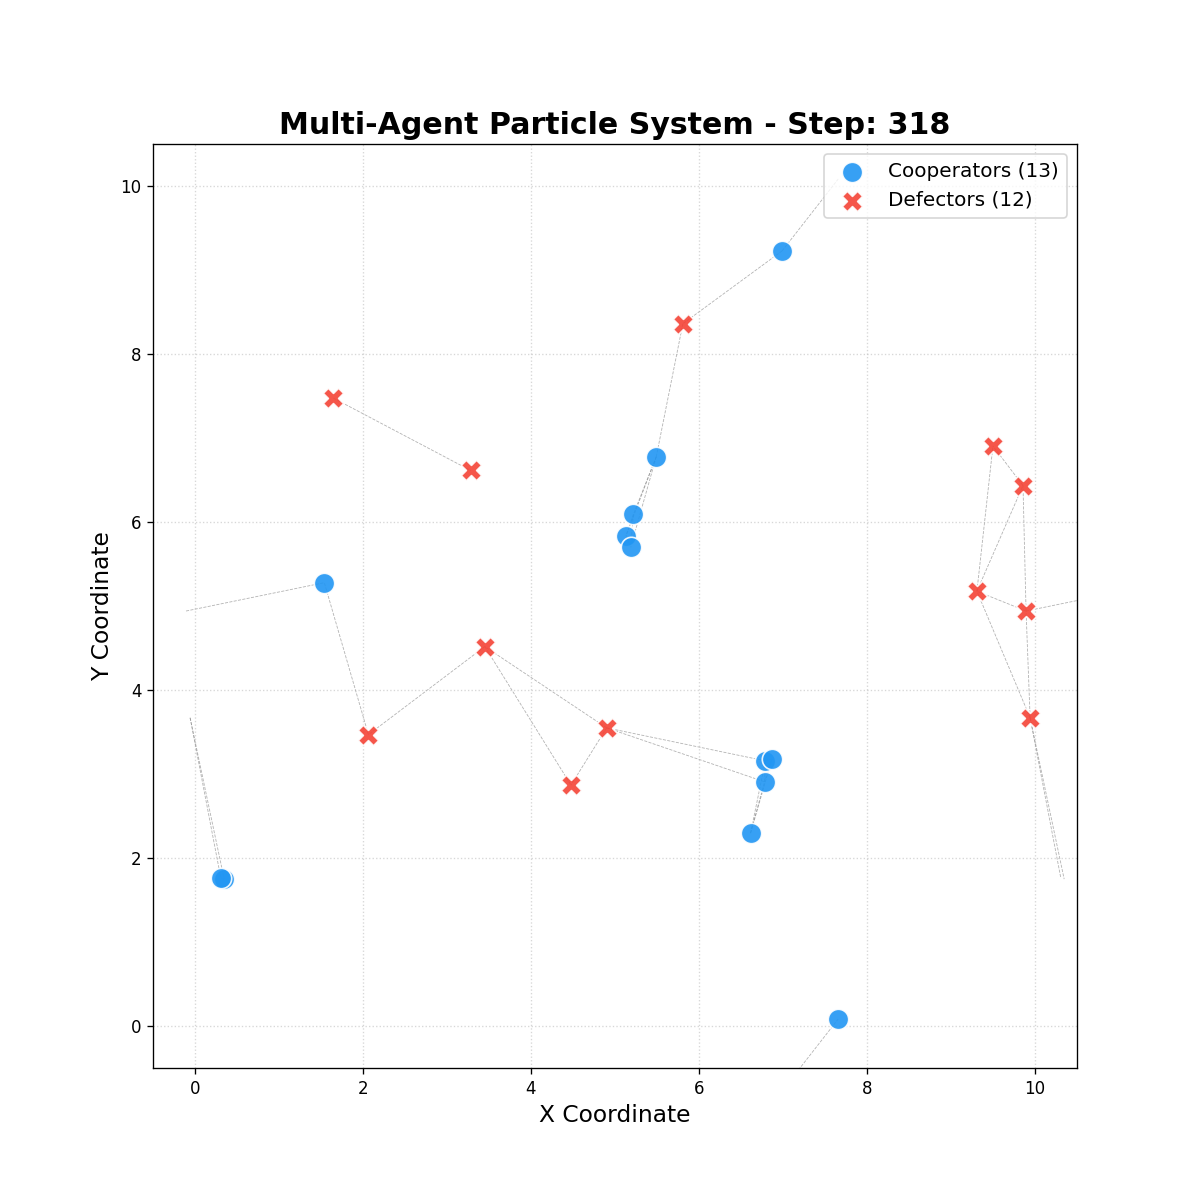 Multi-Agent Particle System - Step: 318
Cooperators (13)
Defectors (12)
10
8
6
4
2
0
Y Coordinate
0 2 4 6 8 10
X Coordinate